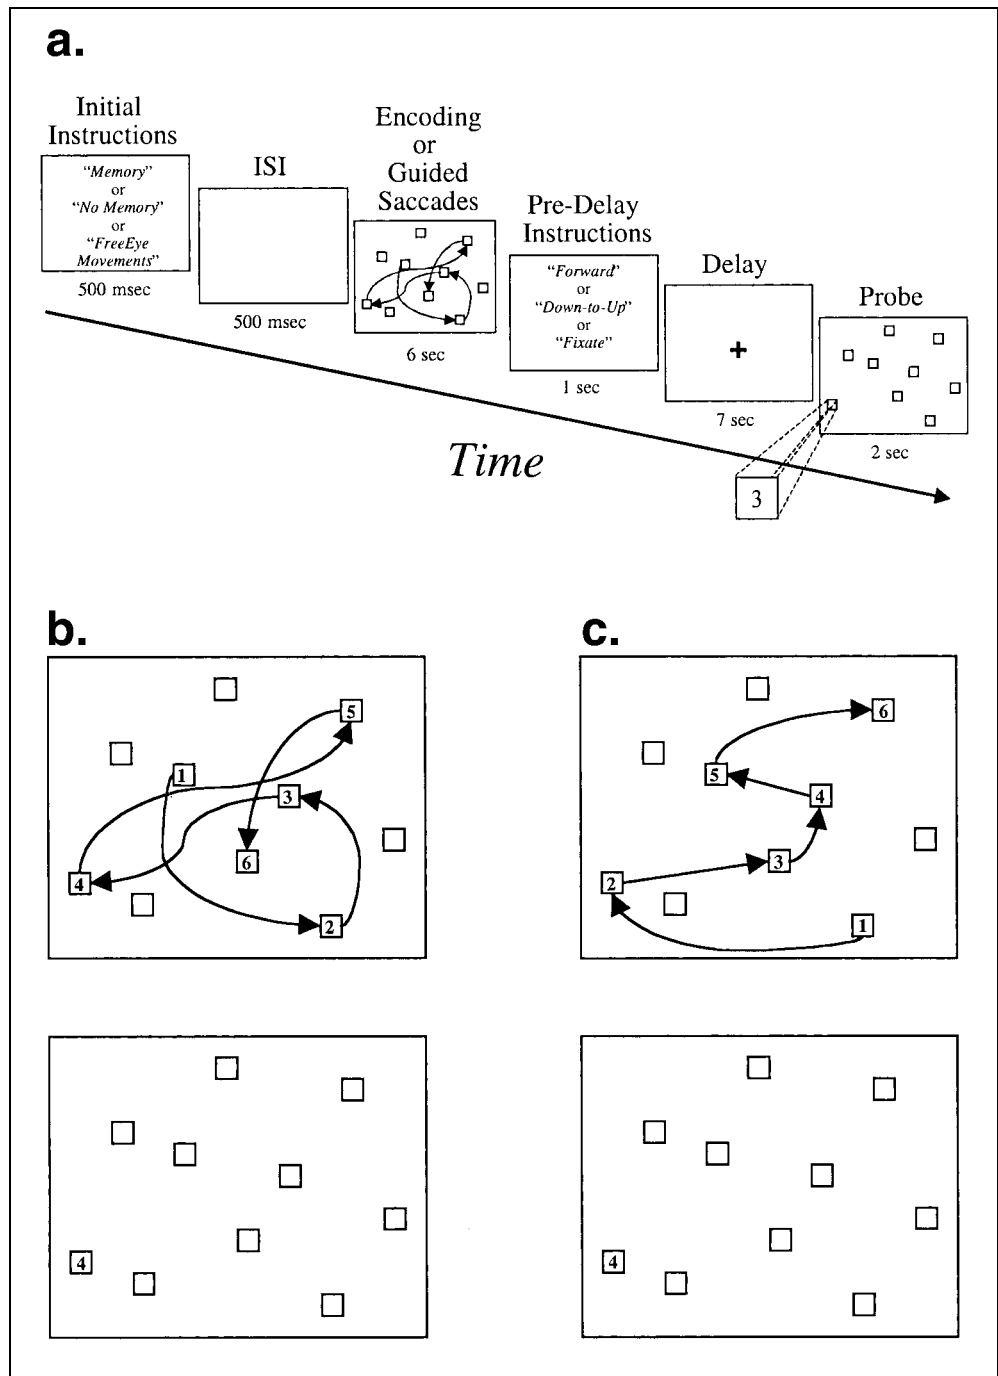 a.
Initial
Instructions
"Memory"
or
"No Memory"
or
"FreeEye
Movements"
500 msec
ISI
500 msec
Encoding
or
Guided
Saccades
6 sec
Pre-Delay
Instructions
"Forward"
or
"Down-to-Up"
or
"Fixate"
1 sec
Delay
+
7 sec
Probe
2 sec
3
Time
b.
5
1
3
6
4
2
c.
6
5
4
3
2
1
4
4